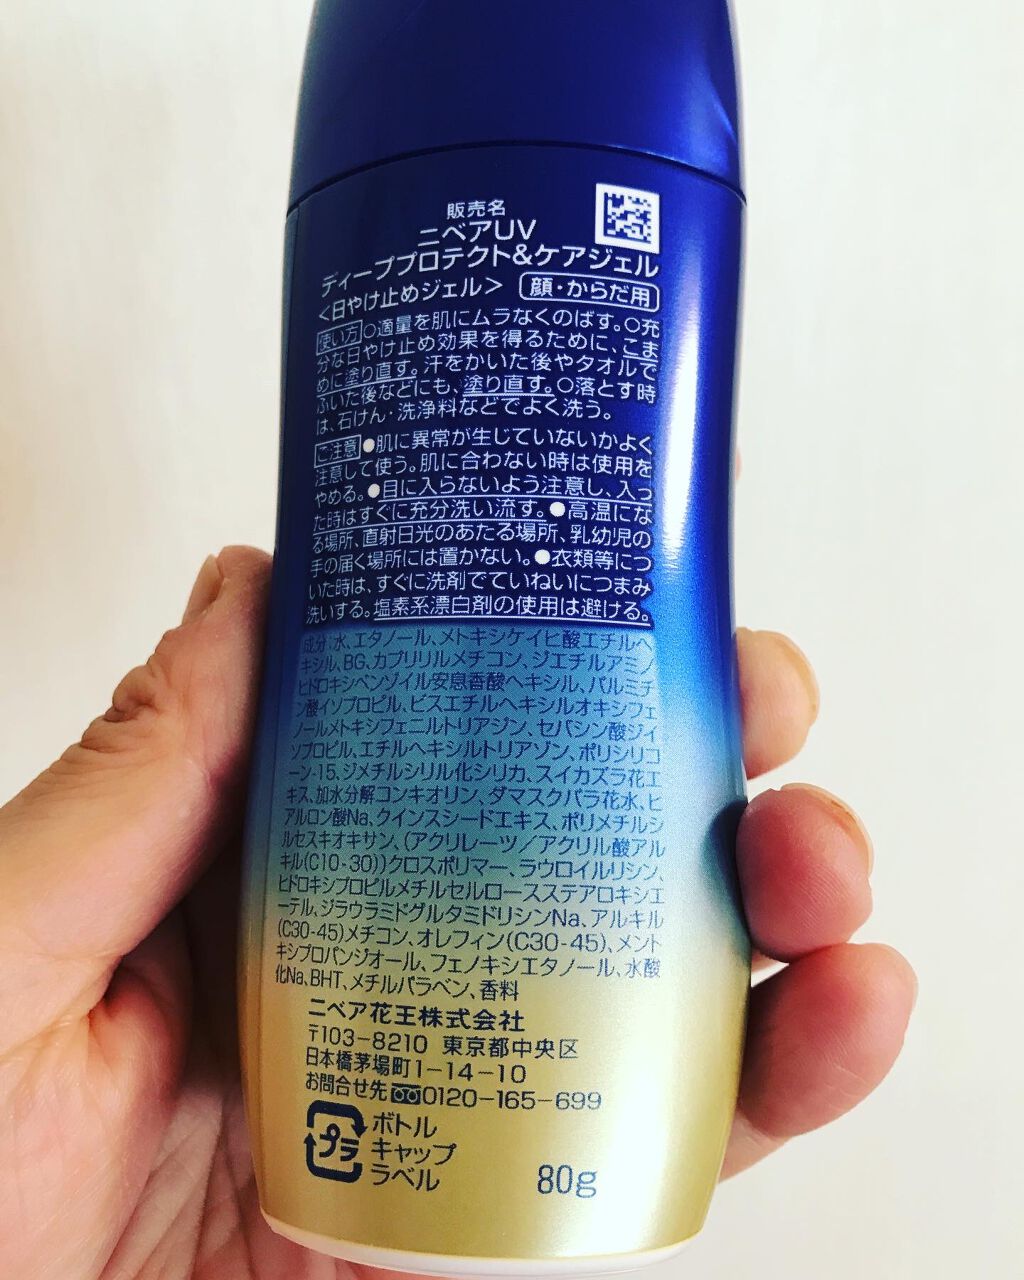 販売名
ニベアUV
ディーププロテクト&ケアジェル
<日やけ止めジェル> 顔・からだ用
使い方 ○適量を肌にムラなくのばす。○充
分な日やけ止め効果を得るために、こま
めに塗り直す。汗をかいた後やタオルで
ふいた後などにも、塗り直す。○落とす時
は、石けん・洗浄料などでよく洗う。
ご注意 ●肌に異常が生じていないかよく
注意して使う。肌に合わない時は使用を
やめる。●目に入らないよう注意し、入っ
た時はすぐに充分洗い流す。●高温にな
る場所、直射日光のあたる場所、乳幼児の
手の届く場所には置かない。●衣類等につ
いた時は、すぐに洗剤でていねいにつまみ
洗いする。塩素系漂白剤の使用は避ける。
成分:水、エタノール、メトキシケイヒ酸エチルヘ
キシル、BG、カプリリルメチコン、ジエチルアミノ
ヒドロキシベンゾイル安息香酸ヘキシル、パルミチ
ン酸イソプロピル、ビスエチルヘキシルオキシフェ
ノールメトキシフェニルトリアジン、セバシン酸ジイ
ソプロピル、エチルヘキシルトリアゾン、ポリシリコ
ーン-15、ジメチルシリル化シリカ、スイカズラ花エ
キス、加水分解コンキオリン、ダマスクバラ花水、ヒ
アルロン酸Na、クインスシードエキス、ポリメチルシ
ルセスキオキサン、(アクリレーツ/アクリル酸アル
キル(C10-30))クロスポリマー、ラウロイルリシン、
ヒドロキシプロピルメチルセルロースステアロキシエ
ーテル、ジラウラミドグルタミドリシンNa、アルキル
(C30-45)メチコン、オレフィン(C30-45)、メント
キシプロパンジオール、フェノキシエタノール、水酸
化Na、BHT、メチルパラベン、香料
ニベア花王株式会社
〒103-8210 東京都中央区
日本橋茅場町1-14-10
お問合せ先 0120-165-699
プラ
ボトル
キャップ
ラベル
80g